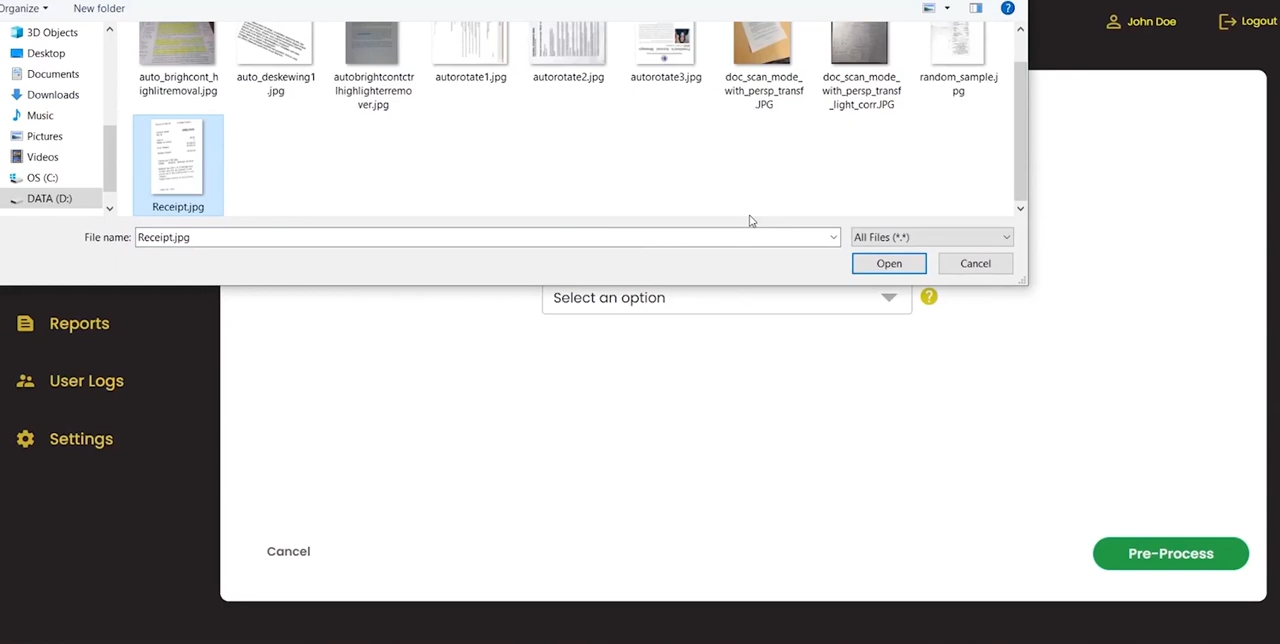 Organize
New folder
?
John Doe
Logout
3D Objects
Desktop
Documents
Downloads
Music
Pictures
Videos
OS (C:)
DATA (D:)
auto_brighcont_h
ighlitremoval.jpg
auto_deskewing1
.jpg
autobrightcontctr
lhighlighterremo
ver.jpg
autorotate1.jpg
autorotate2.jpg
autorotate3.jpg
doc_scan_mode_
with_persp_transf
.JPG
doc_scan_mode_
with_persp_transf
_light_corr.JPG
random_sample.j
pg
Receipt.jpg
File name:
Receipt.jpg
All Files (*.*)
Open
Cancel
Select an option
?
Reports
User Logs
Settings
Cancel
Pre-Process